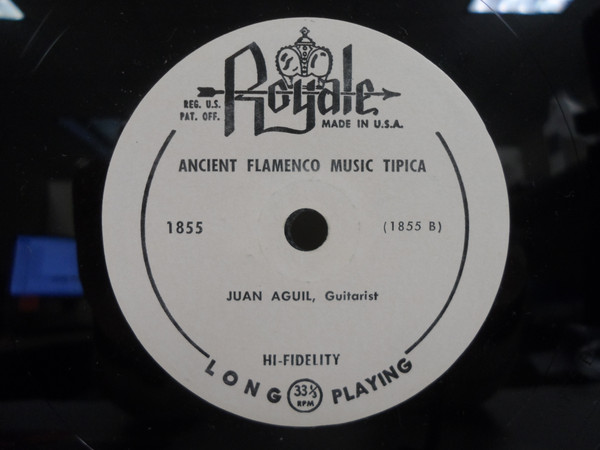 Royale
REG. U.S.
PAT. OFF.
MADE IN U.S.A.
ANCIENT FLAMENCO MUSIC TIPICA
1855
(1855 B)
JUAN AGUIL, Guitarist
HI-FIDELITY
LONG 33⅓ RPM PLAYING